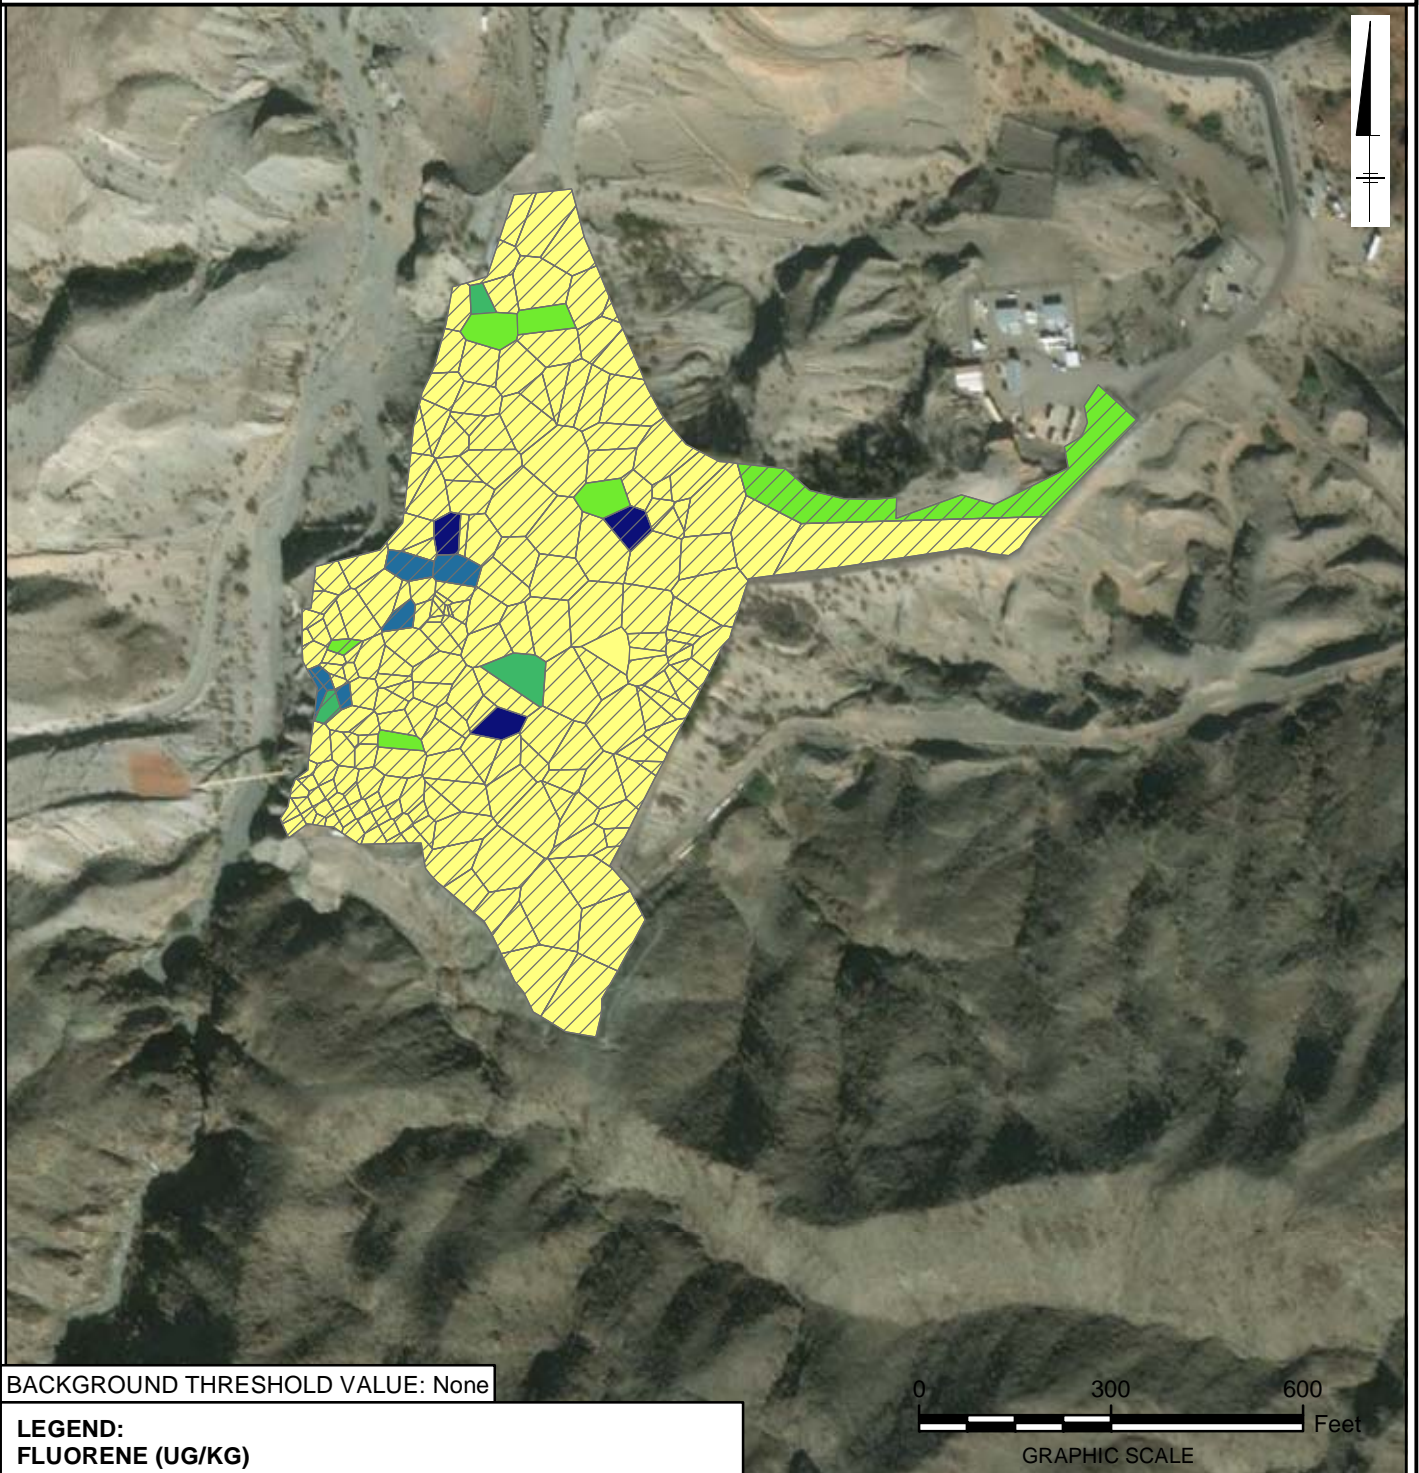 BACKGROUND THRESHOLD VALUE: None
LEGEND:
FLUORENE (UG/KG)
0 300 600
Feet
GRAPHIC SCALE